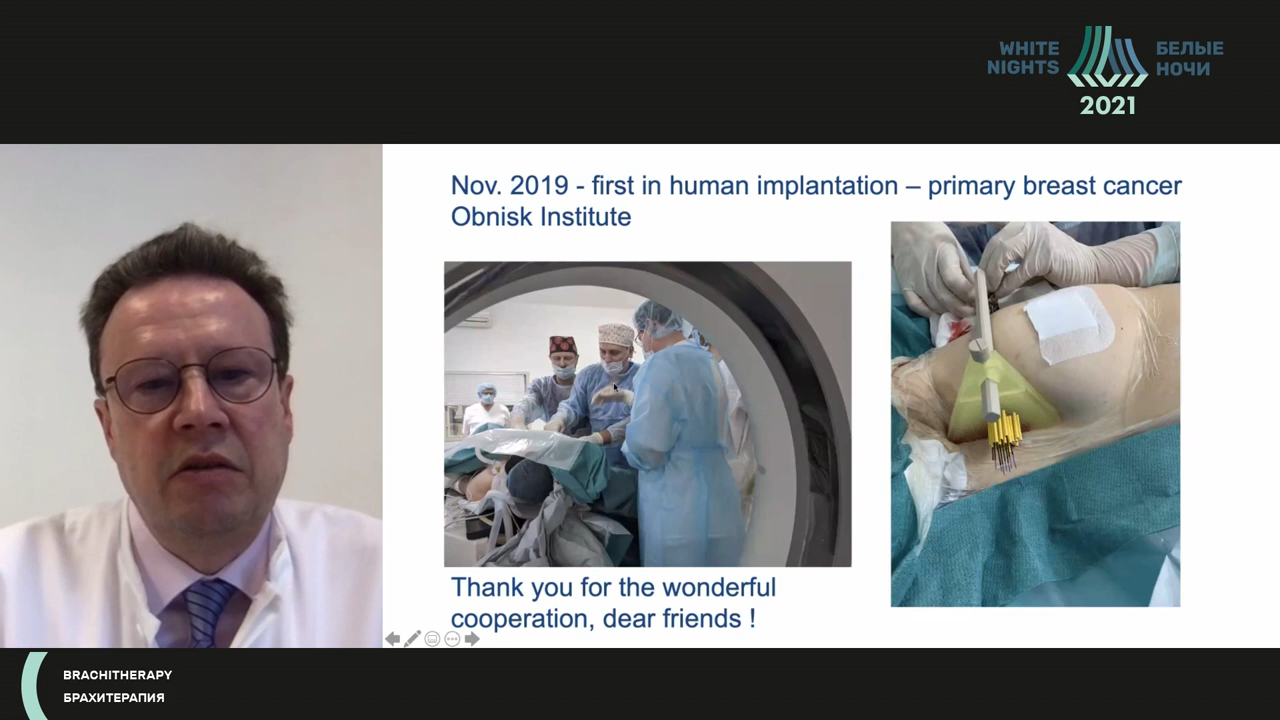 WHITE
NIGHTS
БЕЛЫЕ
НОЧИ
2021
Nov. 2019 - first in human implantation – primary breast cancer
Obnisk Institute
Thank you for the wonderful
cooperation, dear friends !
BRACHITHERAPY
БРАХИТЕРАПИЯ